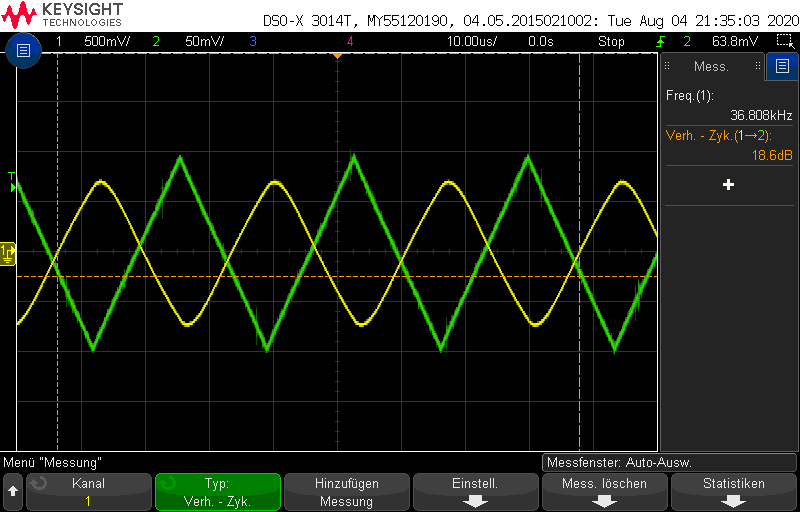 KEYSIGHT
TECHNOLOGIES
DSO-X 3014T, MY55120190, 04.05.2015021002: Tue Aug 04 21:35:03 2020
1 500mV/ 2 50mV/ 3 4 10.00us/ 0.0s Stop 2 63.8mV
Mess.
Freq.(1):
36.808kHz
Verh. - Zyk.(1→2):
18.6dB
+
T
1
Menü "Messung"
Messfenster: Auto-Ausw.
Kanal
1
Typ:
Verh. - Zyk.
Hinzufügen
Messung
Einstell.
Mess. löschen
Statistiken